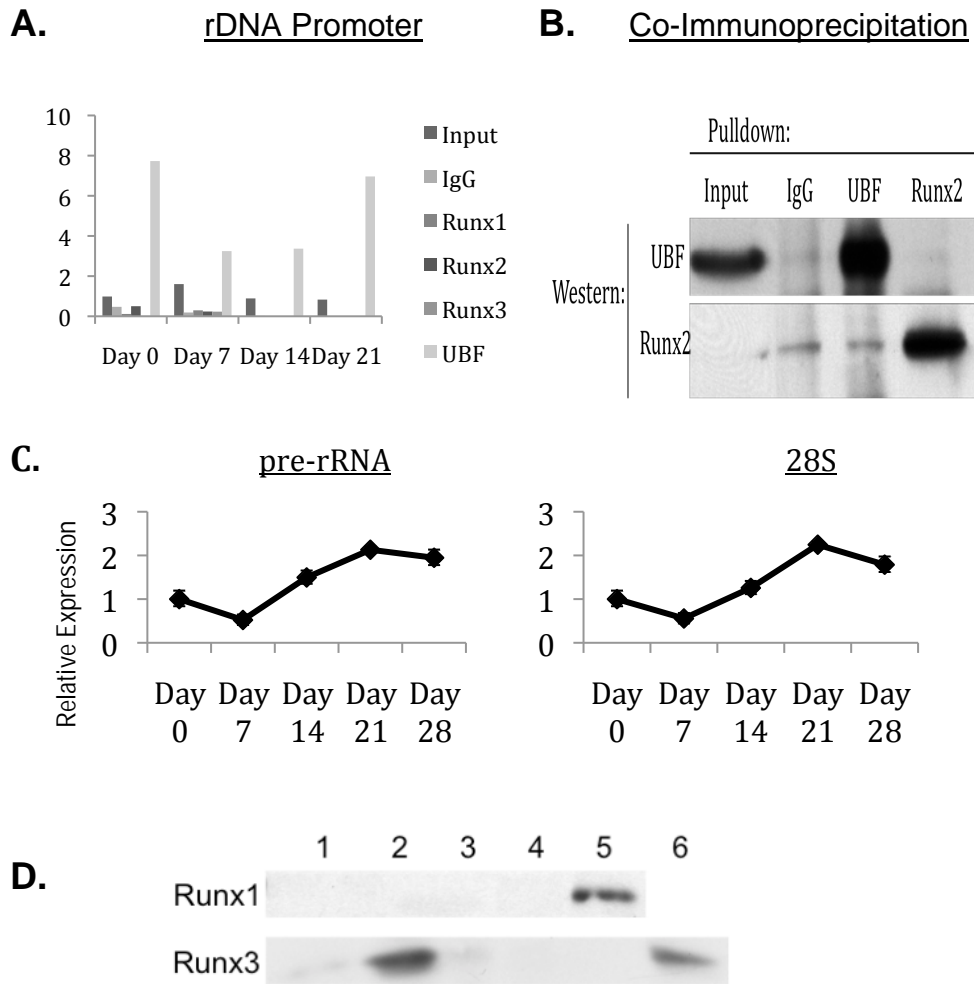 A. rDNA Promoter
B. Co-Immunoprecipitation
10
8
6
4
2
0
Day 0 Day 7 Day 14 Day 21
Input
IgG
Runx1
Runx2
Runx3
UBF
Pulldown:
Input IgG UBF Runx2
Western:
UBF
Runx2
C. pre-rRNA
Relative Expression
3
2
1
0
Day 0 Day 7 Day 14 Day 21 Day 28
28S
3
2
1
0
Day 0 Day 7 Day 14 Day 21 Day 28
D.
1 2 3 4 5 6
Runx1
Runx3